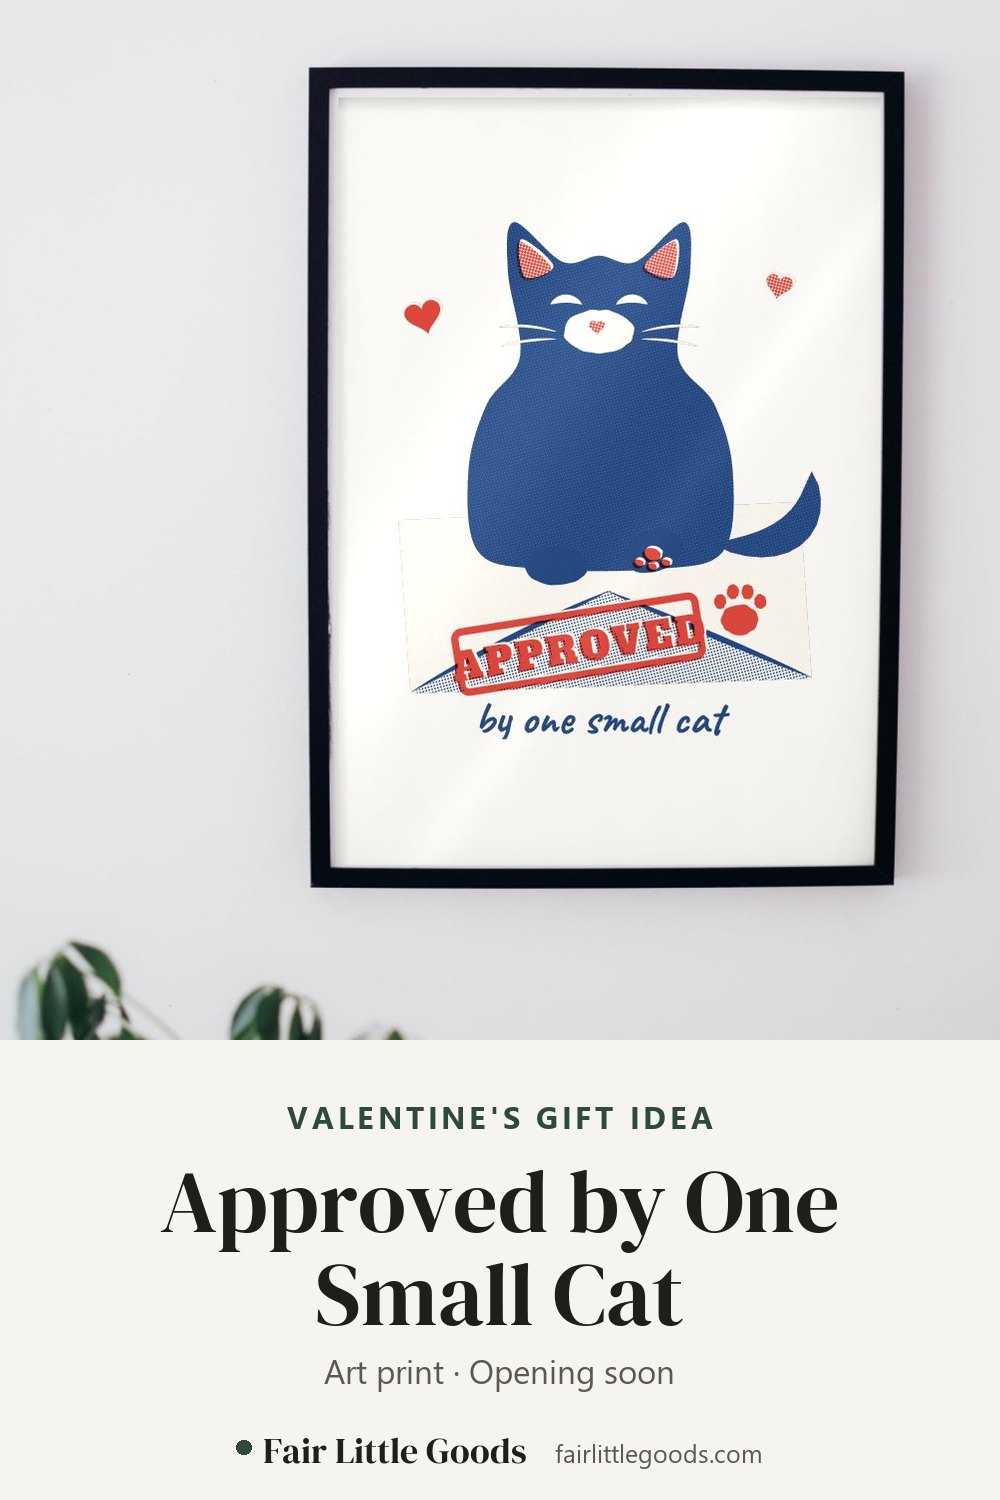 APPROVED
by one small cat
VALENTINE'S GIFT IDEA
Approved by One
Small Cat
Art print · Opening soon
Fair Little Goods
fairlittlegoods.com